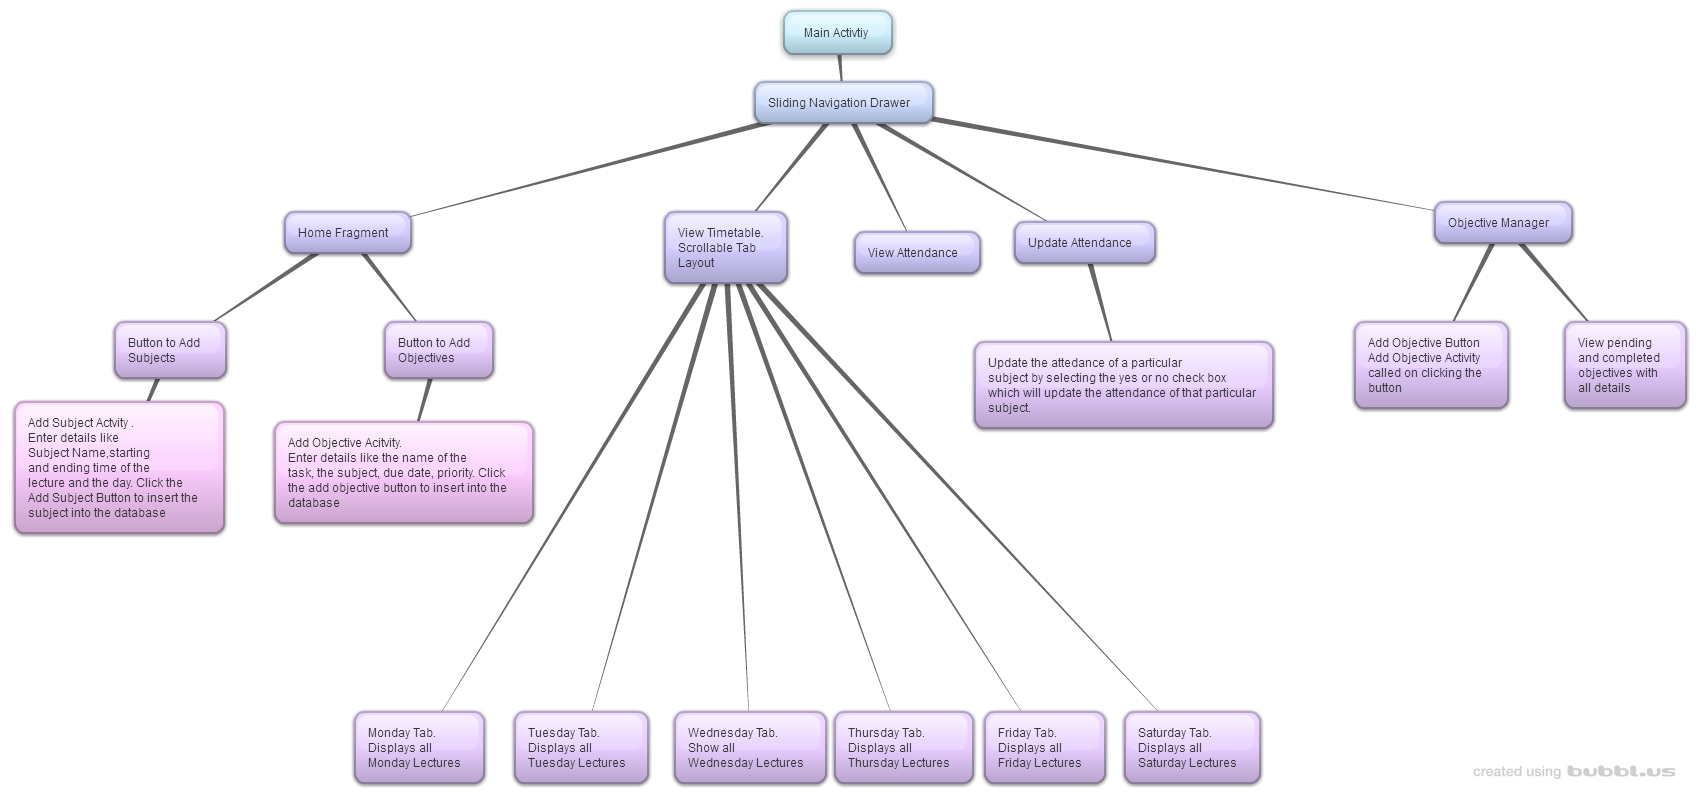 Main Activtiy
Sliding Navigation Drawer
Home Fragment
View Timetable.
Scrollable Tab
Layout
View Attendance
Update Attendance
Objective Manager
Button to Add
Subjects
Button to Add
Objectives
Update the attedance of a particular
subject by selecting the yes or no check box
which will update the attendance of that particular
subject.
Add Objective Button
Add Objective Activity
called on clicking the
button
View pending
and completed
objectives with
all details
Add Subject Actvity .
Enter details like
Subject Name,starting
and ending time of the
lecture and the day. Click the
Add Subject Button to insert the
subject into the database
Add Objective Acitvity.
Enter details like the name of the
task, the subject, due date, priority. Click
the add objective button to insert into the
database
Monday Tab.
Displays all
Monday Lectures
Tuesday Tab.
Displays all
Tuesday Lectures
Wednesday Tab.
Show all
Wednesday Lectures
Thursday Tab.
Displays all
Thursday Lectures
Friday Tab.
Displays all
Friday Lectures
Saturday Tab.
Displays all
Saturday Lectures
created using bubbl.us